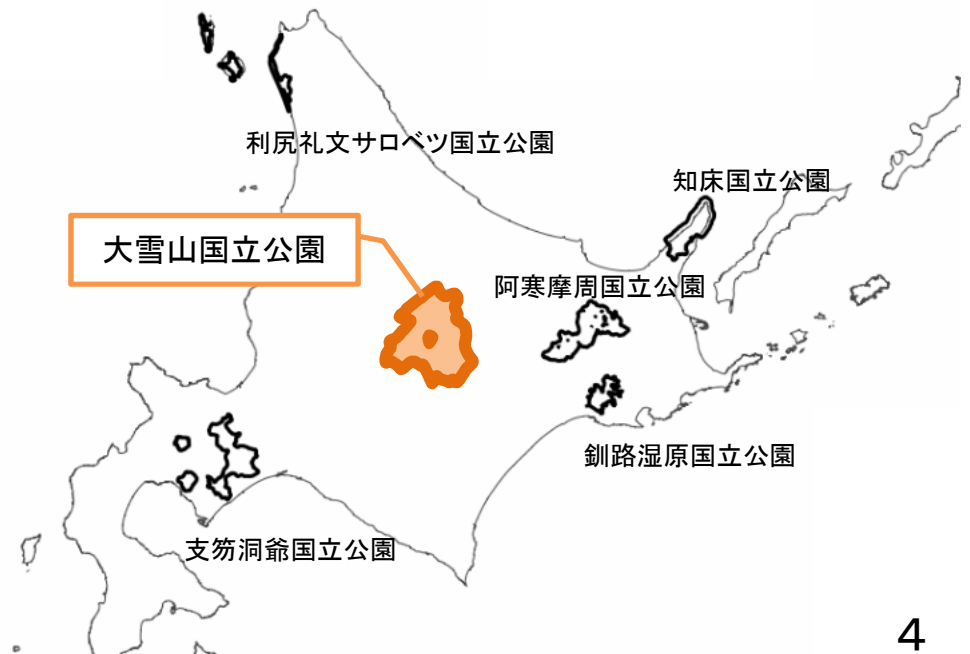 利尻礼文サロベツ国立公園
知床国立公園
大雪山国立公園
阿寒摩周国立公園
釧路湿原国立公園
支笏洞爺国立公園
4